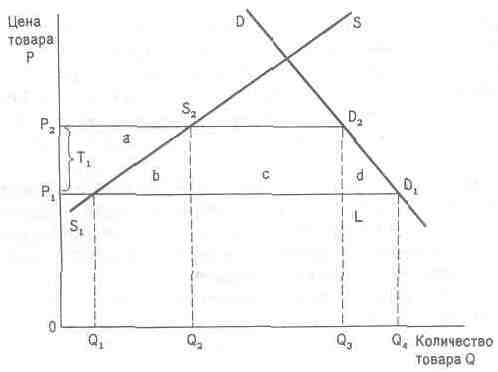 Цена
товара
P
D
S
P₂
S₂
D₂
a
T₁
b
c
d
P₁
D₁
S₁
L
0
Q₁
Q₂
Q₃
Q₄
Количество
товара Q